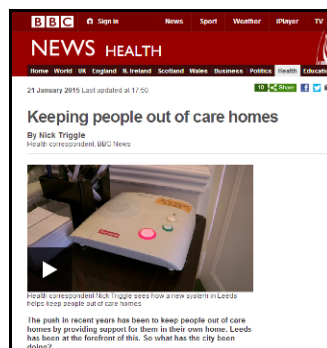 BBC Sign in News Sport Weather iPlayer TV
NEWS HEALTH
Home World UK England N. Ireland Scotland Wales Business Politics Health Educati
21 January 2015 Last updated at 17:50
10 Share
Keeping people out of care homes
By Nick Triggle
Health correspondent, BBC News
Health correspondent Nick Triggle sees how a new system in Leeds
helps keep people out of care homes
The push in recent years has been to keep people out of care
homes by providing support for them in their own home. Leeds
has been at the forefront of this. So what has the city been
doing?